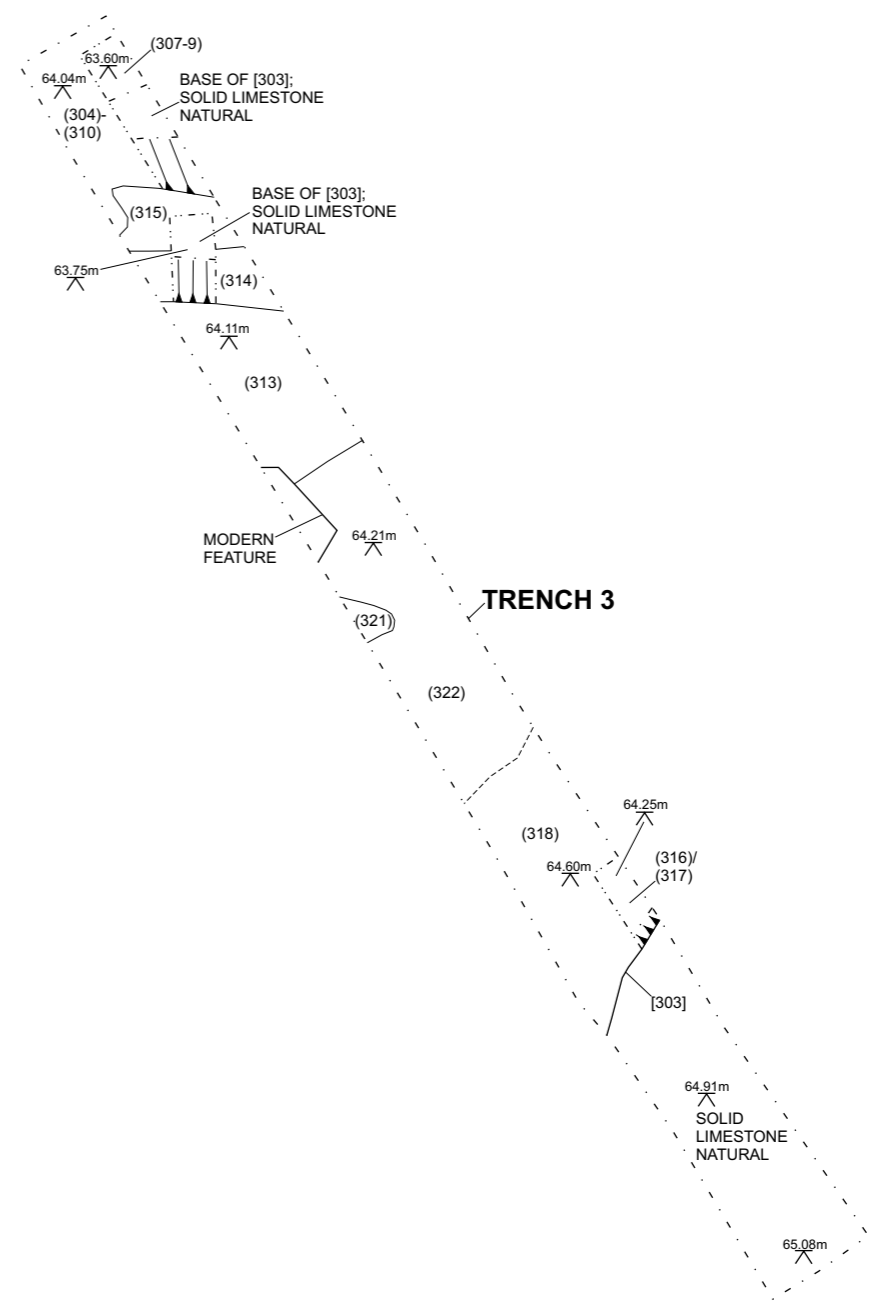 (307-9)
63.60m
64.04m
BASE OF [303];
SOLID LIMESTONE
NATURAL
(304)-
(310)
BASE OF [303];
SOLID LIMESTONE
NATURAL
(315)
63.75m
(314)
64.11m
(313)
MODERN
FEATURE
64.21m
TRENCH 3
(321)
(322)
64.25m
(318)
(316)/
(317)
64.60m
[303]
64.91m
SOLID
LIMESTONE
NATURAL
65.08m